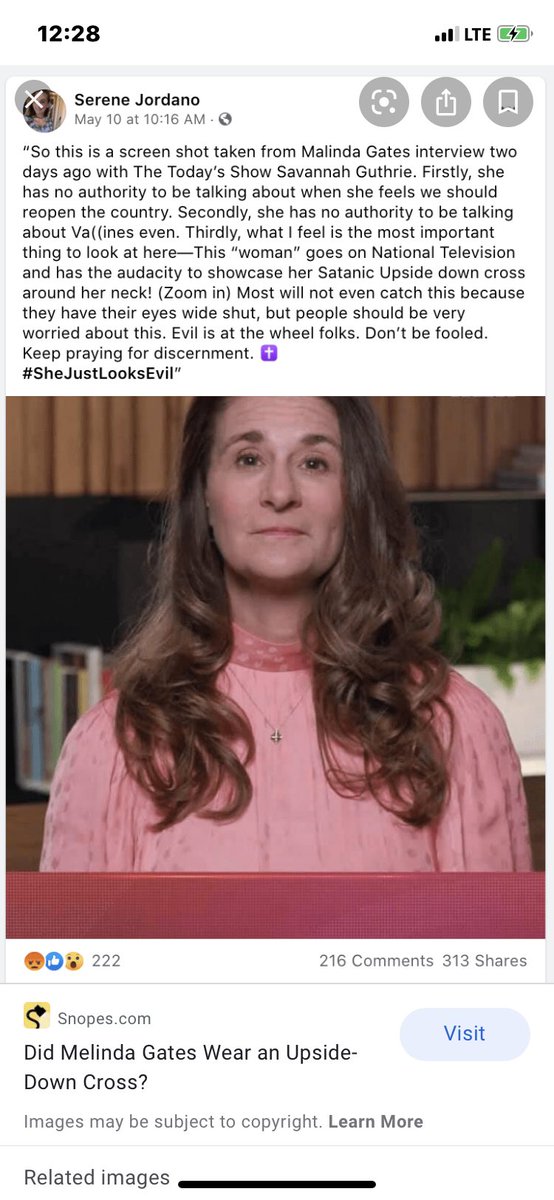 12:28
LTE
Serene Jordano
May 10 at 10:16 AM ·
“So this is a screen shot taken from Malinda Gates interview two
days ago with The Today’s Show Savannah Guthrie. Firstly, she
has no authority to be talking about when she feels we should
reopen the country. Secondly, she has no authority to be talking
about Va((ines even. Thirdly, what I feel is the most important
thing to look at here—This “woman” goes on National Television
and has the audacity to showcase her Satanic Upside down cross
around her neck! (Zoom in) Most will not even catch this because
they have their eyes wide shut, but people should be very
worried about this. Evil is at the wheel folks. Don’t be fooled.
Keep praying for discernment. ✝️
#SheJustLooksEvil”
222
216 Comments 313 Shares
Snopes.com
Did Melinda Gates Wear an Upside-
Down Cross?
Visit
Images may be subject to copyright. Learn More
Related images